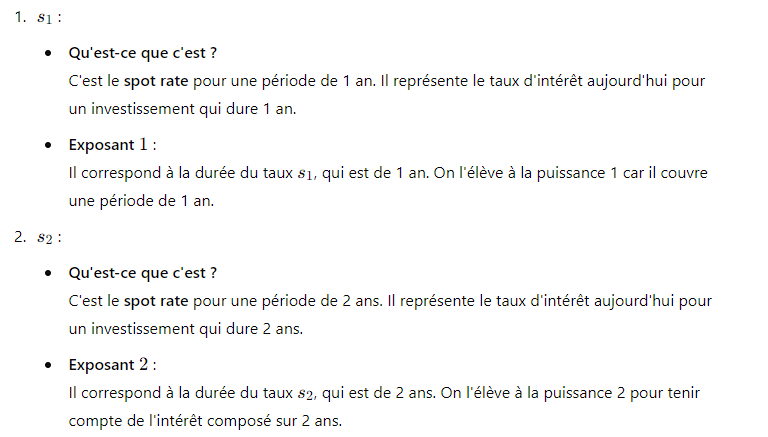 1. s₁ :
• Qu'est-ce que c'est ?
C'est le spot rate pour une période de 1 an. Il représente le taux d'intérêt aujourd'hui pour
un investissement qui dure 1 an.
• Exposant 1 :
Il correspond à la durée du taux s₁, qui est de 1 an. On l'élève à la puissance 1 car il couvre
une période de 1 an.
2. s₂ :
• Qu'est-ce que c'est ?
C'est le spot rate pour une période de 2 ans. Il représente le taux d'intérêt aujourd'hui pour
un investissement qui dure 2 ans.
• Exposant 2 :
Il correspond à la durée du taux s₂, qui est de 2 ans. On l'élève à la puissance 2 pour tenir
compte de l'intérêt composé sur 2 ans.